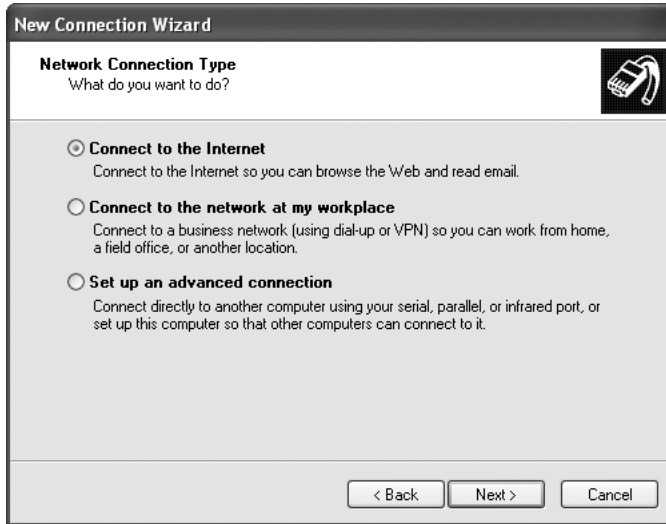 New Connection Wizard
Network Connection Type
What do you want to do?
Connect to the Internet
Connect to the Internet so you can browse the Web and read email.
Connect to the network at my workplace
Connect to a business network (using dial-up or VPN) so you can work from home,
a field office, or another location.
Set up an advanced connection
Connect directly to another computer using your serial, parallel, or infrared port, or
set up this computer so that other computers can connect to it.
< Back Next > Cancel